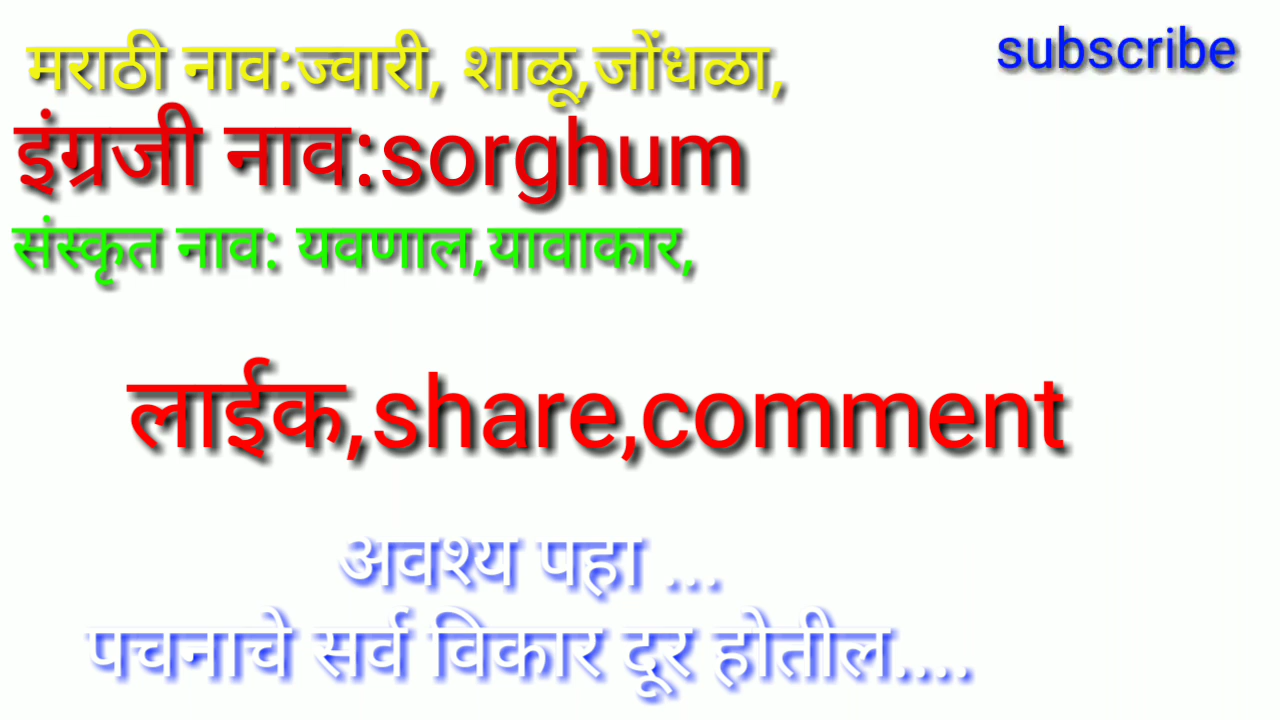 मराठी नाव:ज्वारी, शाळू,जोंधळा,
subscribe
इंग्रजी नाव:sorghum
संस्कृत नाव: यवणाल,यावाकार,
लाईक,share,comment
अवश्य पहा ...
पचनाचे सर्व विकार दूर होतील....